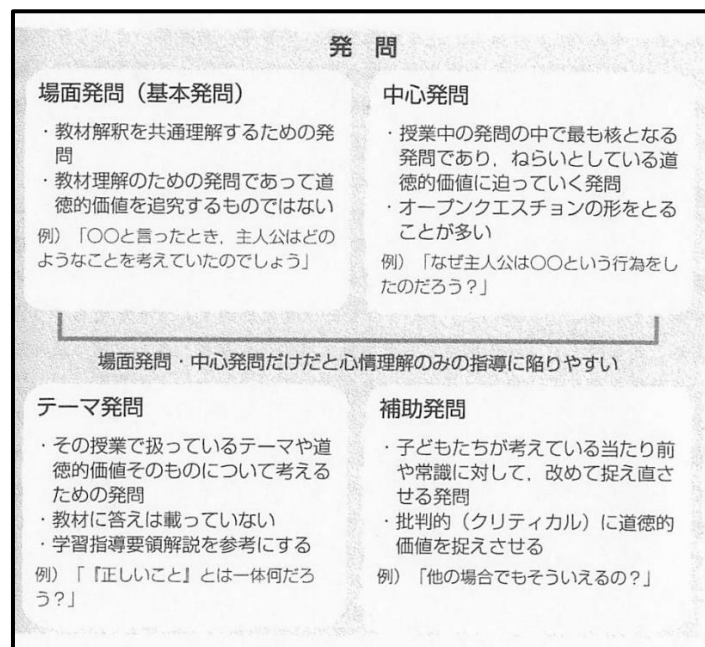 発 問
場面発問（基本発問）
・教材解釈を共通理解するための発
問
・教材理解のための発問であって道
徳的価値を追究するものではない
例）「〇〇と言ったとき，主人公はどの
ようなことを考えていたのでしょう」
中心発問
・授業中の発問の中で最も核となる
発問であり，ねらいとしている道
徳的価値に迫っていく発問
・オープンクエスチョンの形をとる
ことが多い
例）「なぜ主人公は〇〇という行為をし
たのだろう？」
場面発問・中心発問だけだと心情理解のみの指導に陥りやすい
テーマ発問
・その授業で扱っているテーマや道
徳的価値そのものについて考える
ための発問
・教材に答えは載っていない
・学習指導要領解説を参考にする
例）「『正しいこと』とは一体何だろ
う？」
補助発問
・子どもたちが考えている当たり前
や常識に対して，改めて捉え直さ
せる発問
・批判的（クリティカル）に道徳的
価値を捉えさせる
例）「他の場合でもそういえるの？」